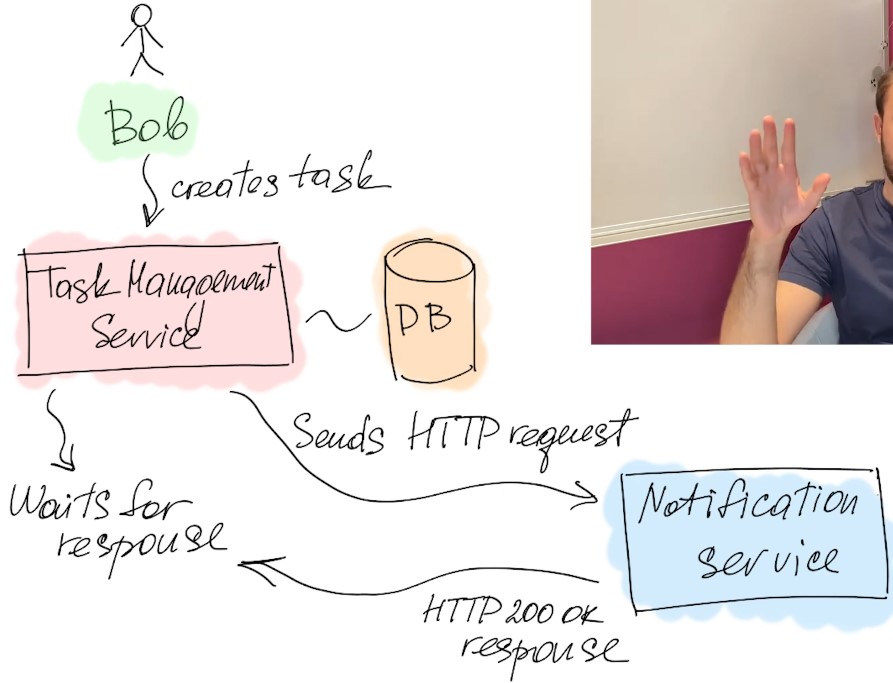 Bob
creates task
Task Management
Service
DB
Sends HTTP request
Waits for
response
Notification
service
HTTP 200 OK
response